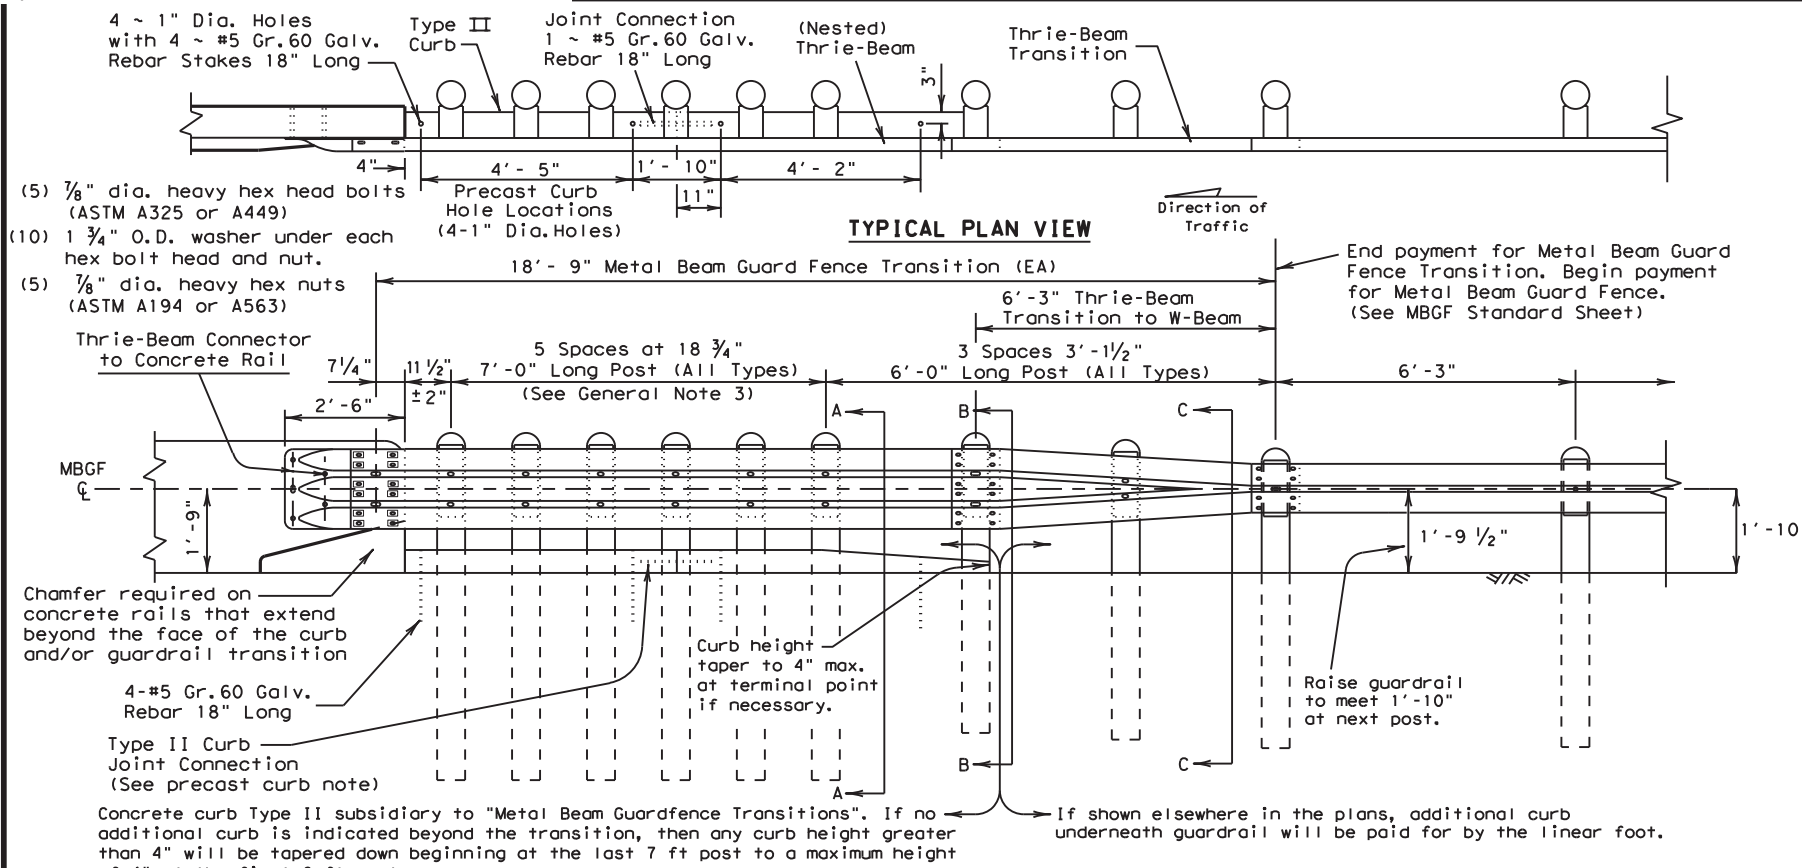 4 ~ 1" Dia. Holes
with 4 ~ #5 Gr.60 Galv.
Rebar Stakes 18" Long
Type II
Curb
Joint Connection
1 ~ #5 Gr.60 Galv.
Rebar 18" Long
(Nested)
Thrie-Beam
Thrie-Beam
Transition
3"
4"
4'- 5"
1'- 10"
4'- 2"
11"
Precast Curb
Hole Locations
(4-1" Dia.Holes)
TYPICAL PLAN VIEW
Direction of
Traffic
(5) 7/8" dia. heavy hex head bolts
(ASTM A325 or A449)
(10) 1 3/4" O.D. washer under each
hex bolt head and nut.
(5) 7/8" dia. heavy hex nuts
(ASTM A194 or A563)
18'- 9" Metal Beam Guard Fence Transition (EA)
End payment for Metal Beam Guard
Fence Transition. Begin payment
for Metal Beam Guard Fence.
(See MBGF Standard Sheet)
6'-3" Thrie-Beam
Transition to W-Beam
Thrie-Beam Connector
to Concrete Rail
7 1/4"
11 1/2"
±2"
5 Spaces at 18 3/4"
7'-0" Long Post (All Types)
(See General Note 3)
3 Spaces 3'-1 1/2"
6'-0" Long Post (All Types)
6'-3"
2'-6"
A
B
C
MBGF
C̲L
1'-9"
1'-9 1/2"
1'-10
Chamfer required on
concrete rails that extend
beyond the face of the curb
and/or guardrail transition
4-#5 Gr.60 Galv.
Rebar 18" Long
Curb height
taper to 4" max.
at terminal point
if necessary.
Raise guardrail
to meet 1'-10"
at next post.
Type II Curb
Joint Connection
(See precast curb note)
A
B
C
Concrete curb Type II subsidiary to "Metal Beam Guardfence Transitions". If no
additional curb is indicated beyond the transition, then any curb height greater
than 4" will be tapered down beginning at the last 7 ft post to a maximum height
If shown elsewhere in the plans, additional curb
underneath guardrail will be paid for by the linear foot.